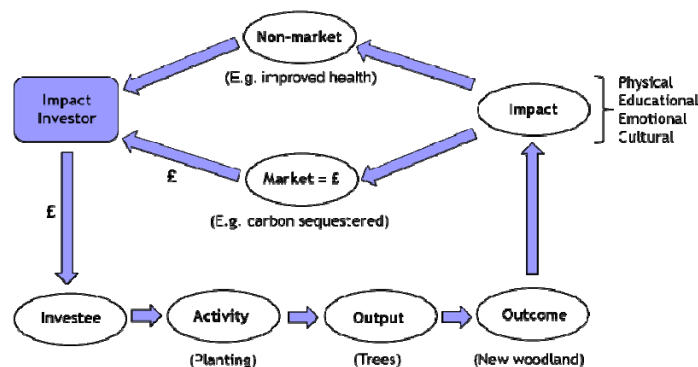 Non-market
(E.g. improved health)
Impact
Investor
Impact
Physical
Educational
Emotional
Cultural
£
Market = £
(E.g. carbon sequestered)
£
Investee
Activity
(Planting)
Output
(Trees)
Outcome
(New woodland)